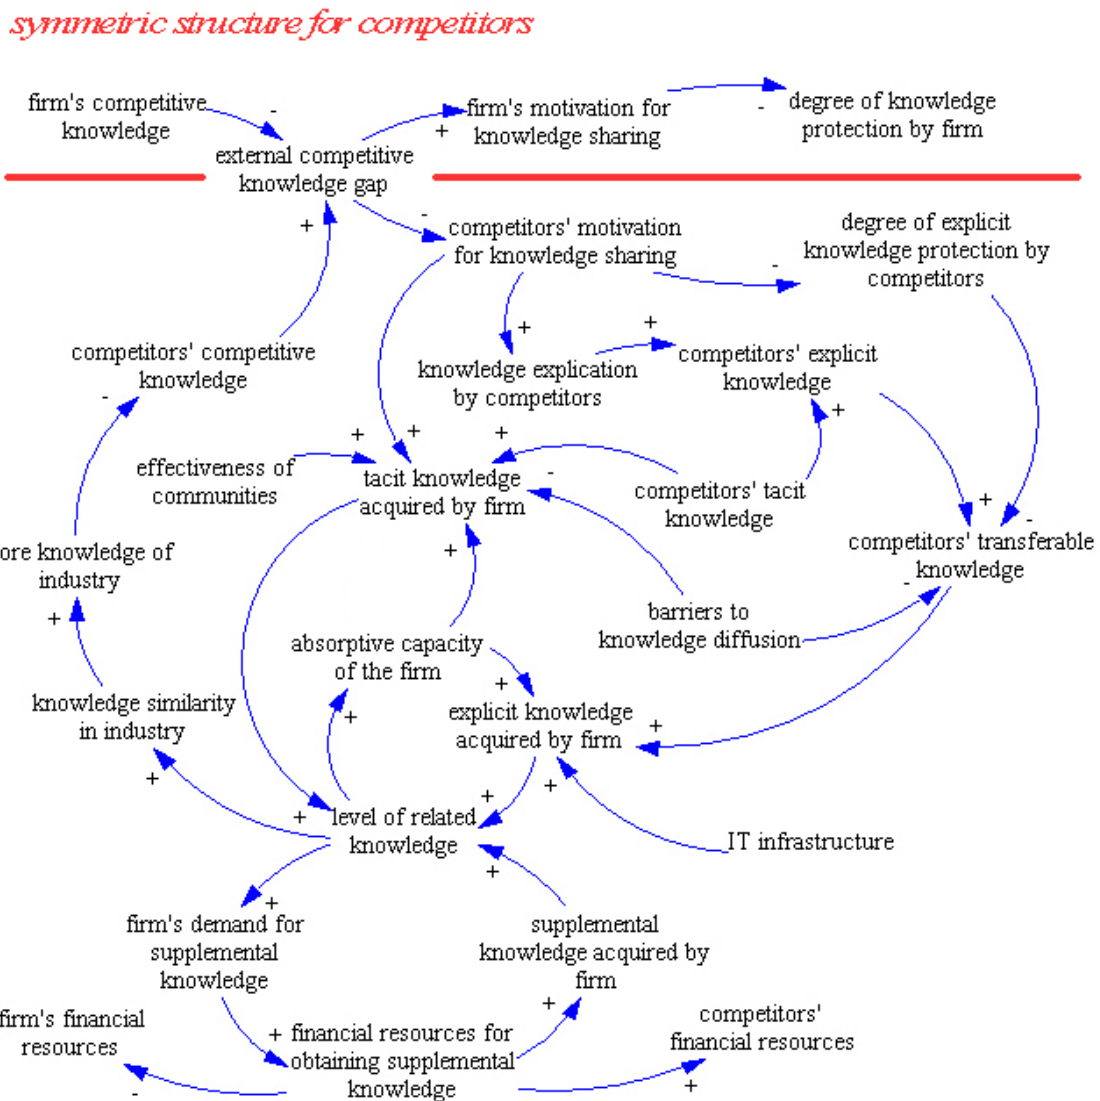 symmetric structure for competitors
firm's competitive
knowledge
-
firm's motivation for
knowledge sharing
+
-
degree of knowledge
protection by firm
external competitive
knowledge gap
+
-
competitors' motivation
for knowledge sharing
-
degree of explicit
knowledge protection by
competitors
competitors' competitive
knowledge
-
+
knowledge explication
by competitors
+
competitors' explicit
knowledge
+
effectiveness of
communities
+
+
+
tacit knowledge
acquired by firm
-
competitors' tacit
knowledge
+
-
competitors' transferable
knowledge
-
ore knowledge of
industry
+
+
barriers to
knowledge diffusion
absorptive capacity
of the firm
+
+
knowledge similarity
in industry
+
explicit knowledge
acquired by firm
+
+
+
+
level of related
knowledge
IT infrastructure
+
+
firm's demand for
supplemental
knowledge
supplemental
knowledge acquired by
firm
+
firm's financial
resources
-
+
financial resources for
obtaining supplemental
knowledge
competitors'
financial resources
+